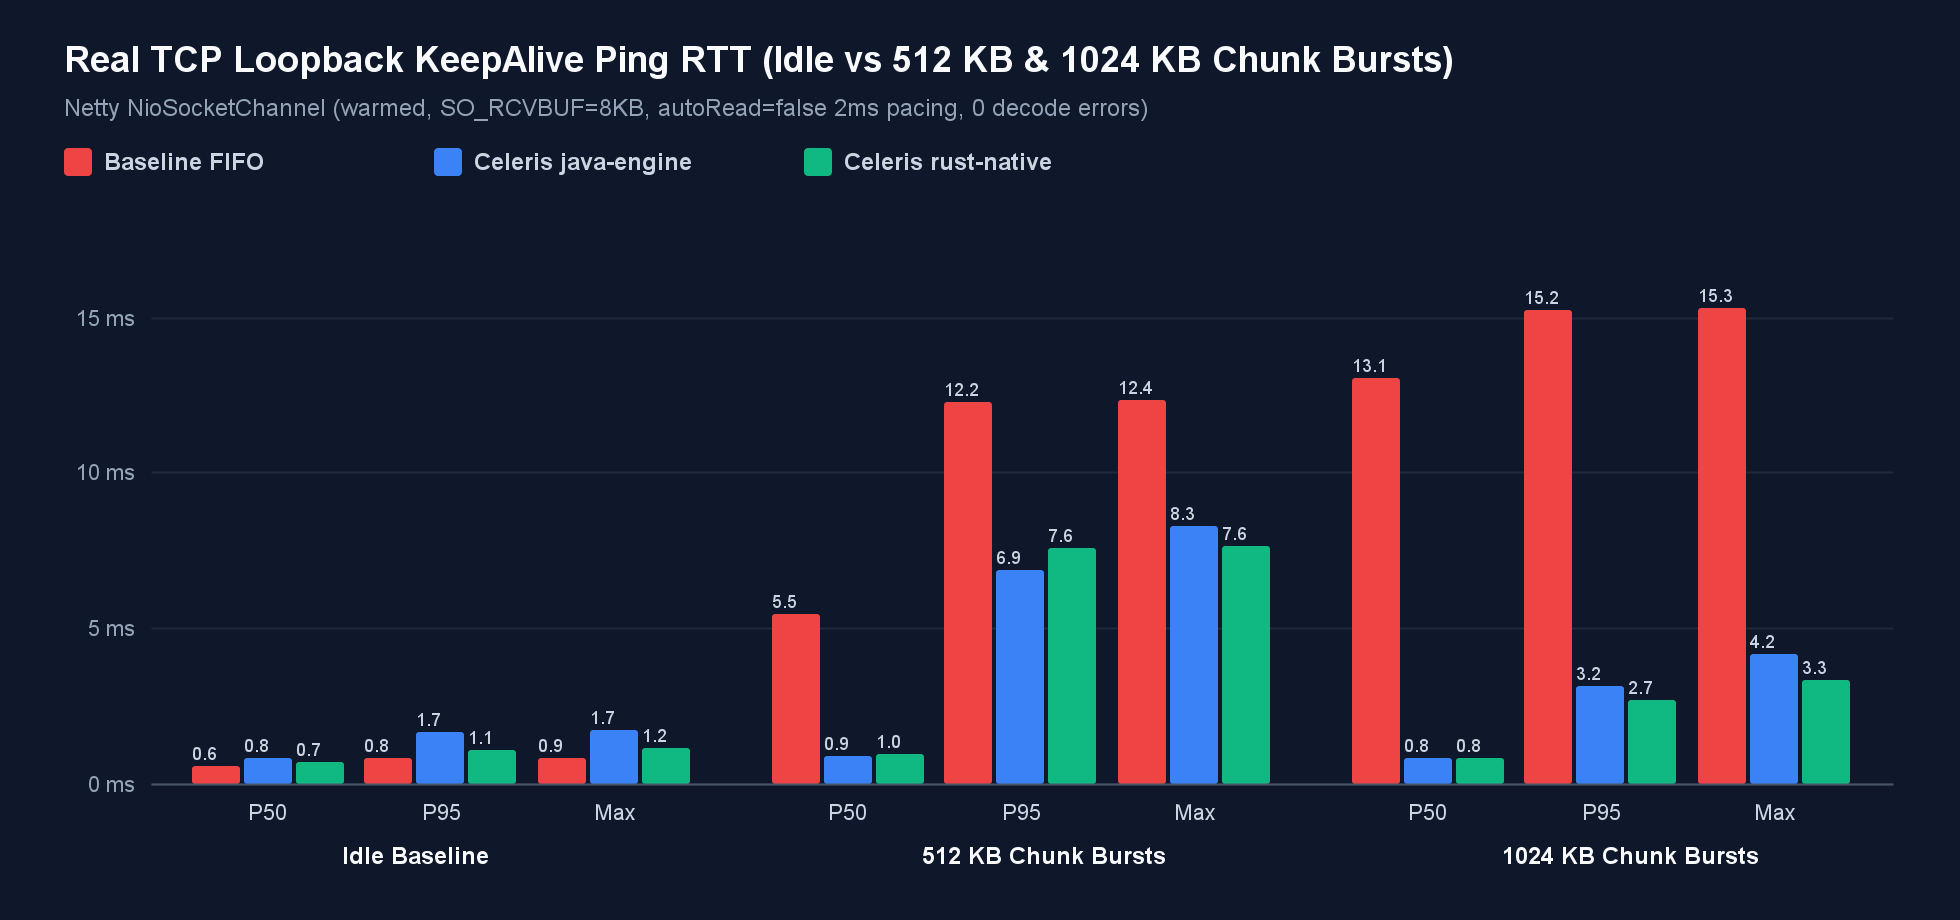 Real TCP Loopback KeepAlive Ping RTT (Idle vs 512 KB & 1024 KB Chunk Bursts)
Netty NioSocketChannel (warmed, SO_RCVBUF=8KB, autoRead=false 2ms pacing, 0 decode errors)
Baseline FIFO Celeris java-engine Celeris rust-native
15 ms
10 ms
5 ms
0 ms
0.6 0.8 0.7
0.8 1.7 1.1
0.9 1.7 1.2
5.5 0.9 1.0
12.2 6.9 7.6
12.4 8.3 7.6
13.1 0.8 0.8
15.2 3.2 2.7
15.3 4.2 3.3
P50 P95 Max P50 P95 Max P50 P95 Max
Idle Baseline 512 KB Chunk Bursts 1024 KB Chunk Bursts